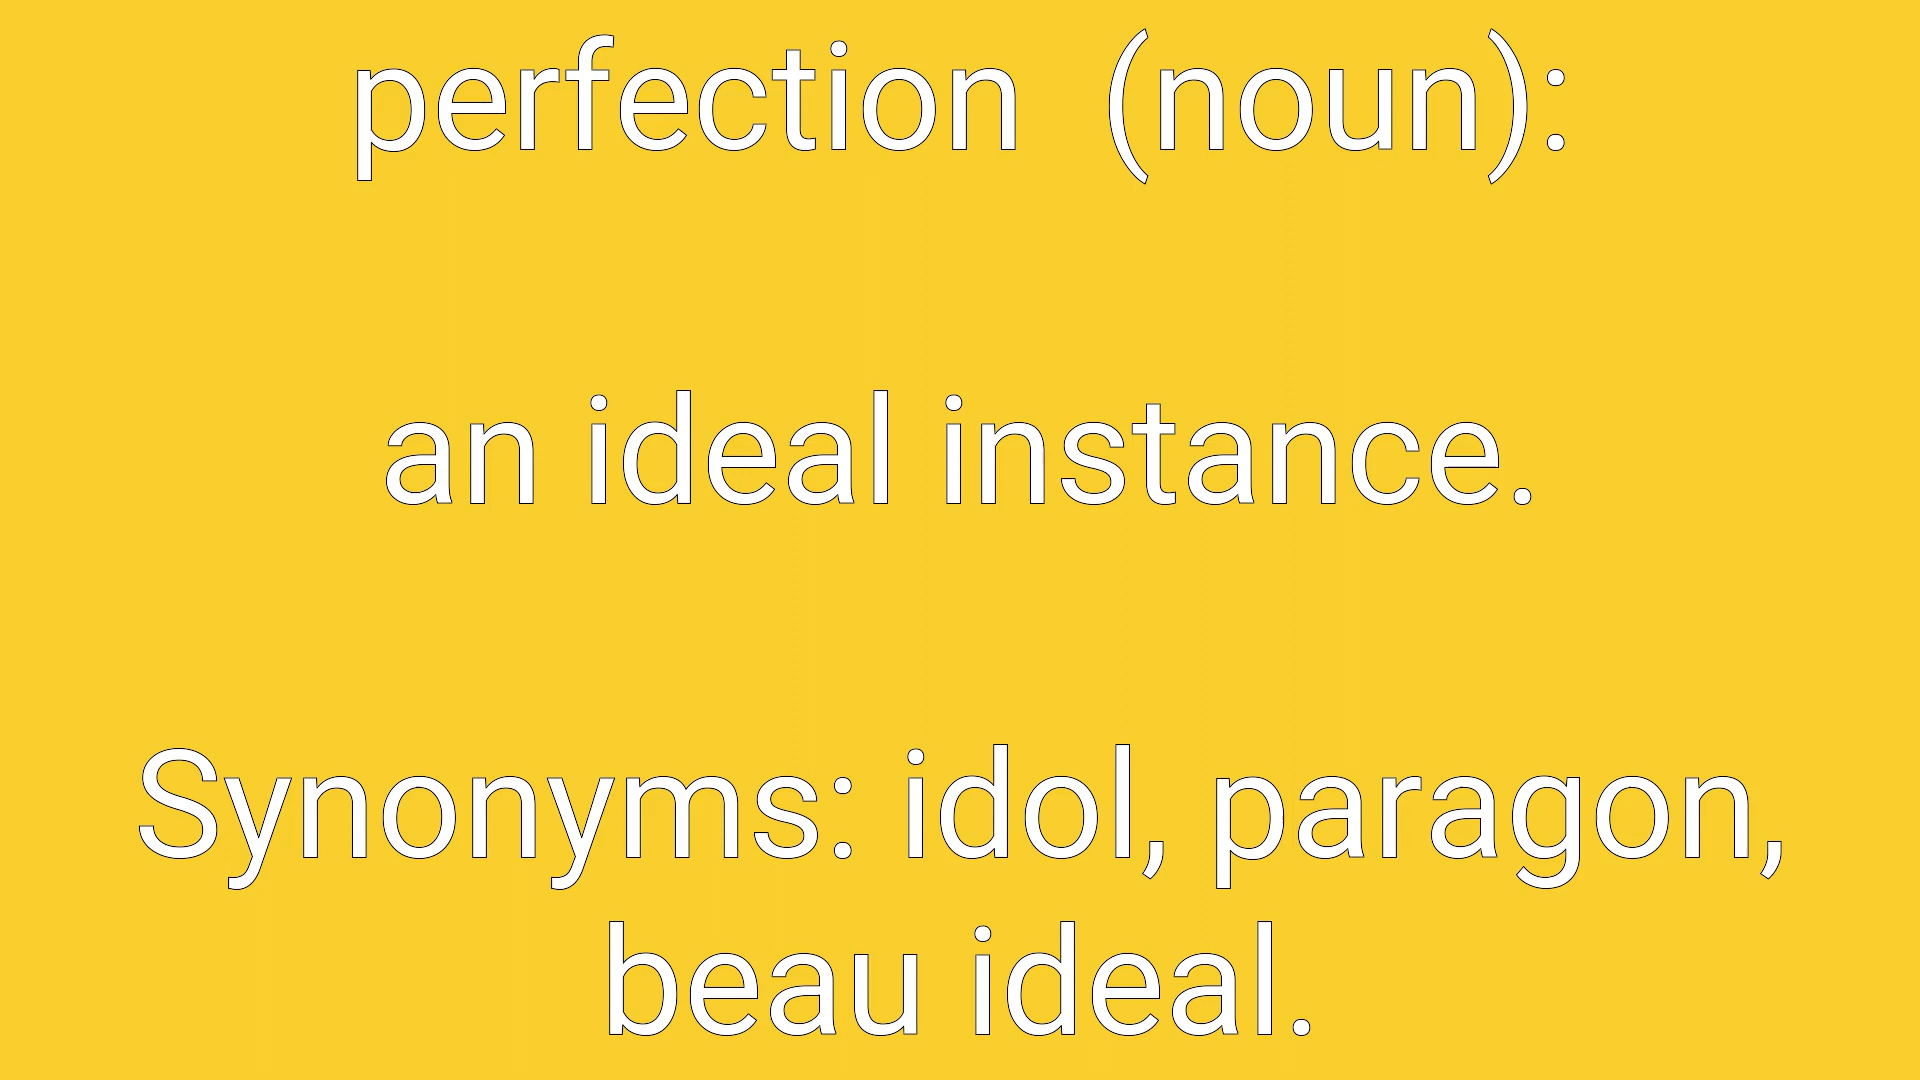 perfection  (noun):
an ideal instance.
Synonyms: idol, paragon,
beau ideal.